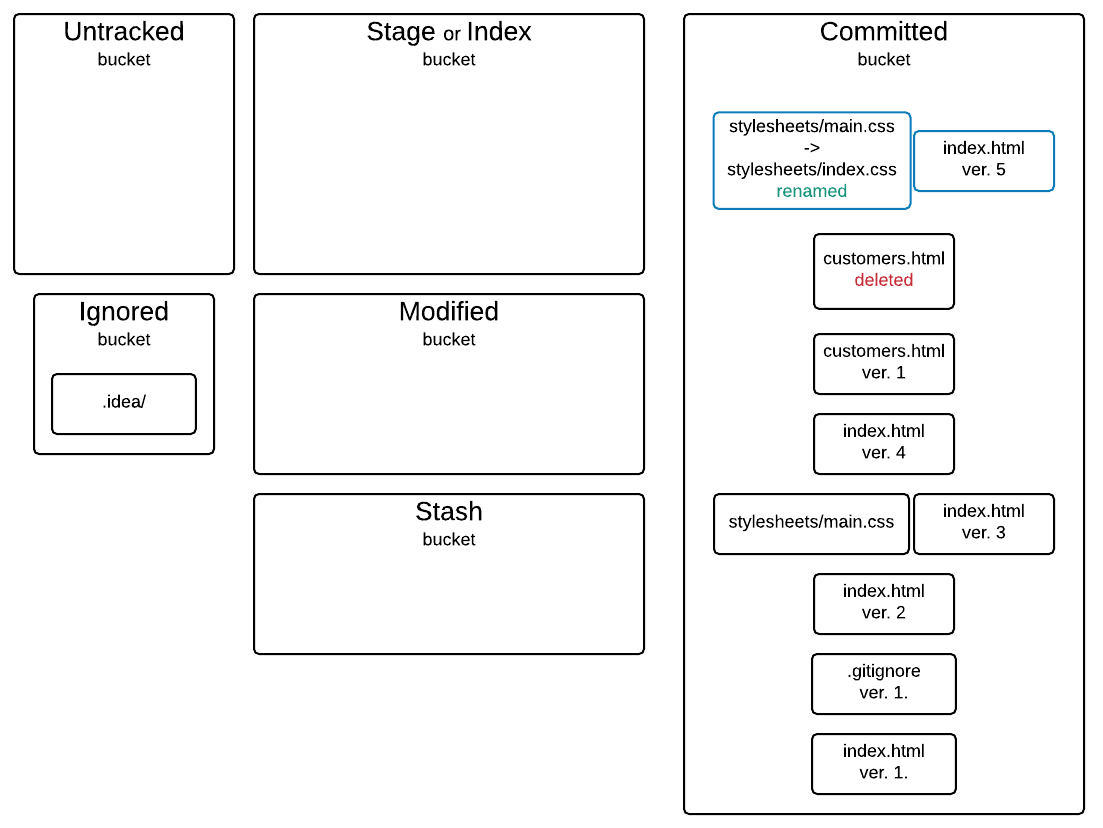 Untracked
bucket
Stage or Index
bucket
Committed
bucket
stylesheets/main.css
->
stylesheets/index.css
renamed
index.html
ver. 5
customers.html
deleted
Ignored
bucket
.idea/
Modified
bucket
customers.html
ver. 1
index.html
ver. 4
Stash
bucket
stylesheets/main.css
index.html
ver. 3
index.html
ver. 2
.gitignore
ver. 1.
index.html
ver. 1.